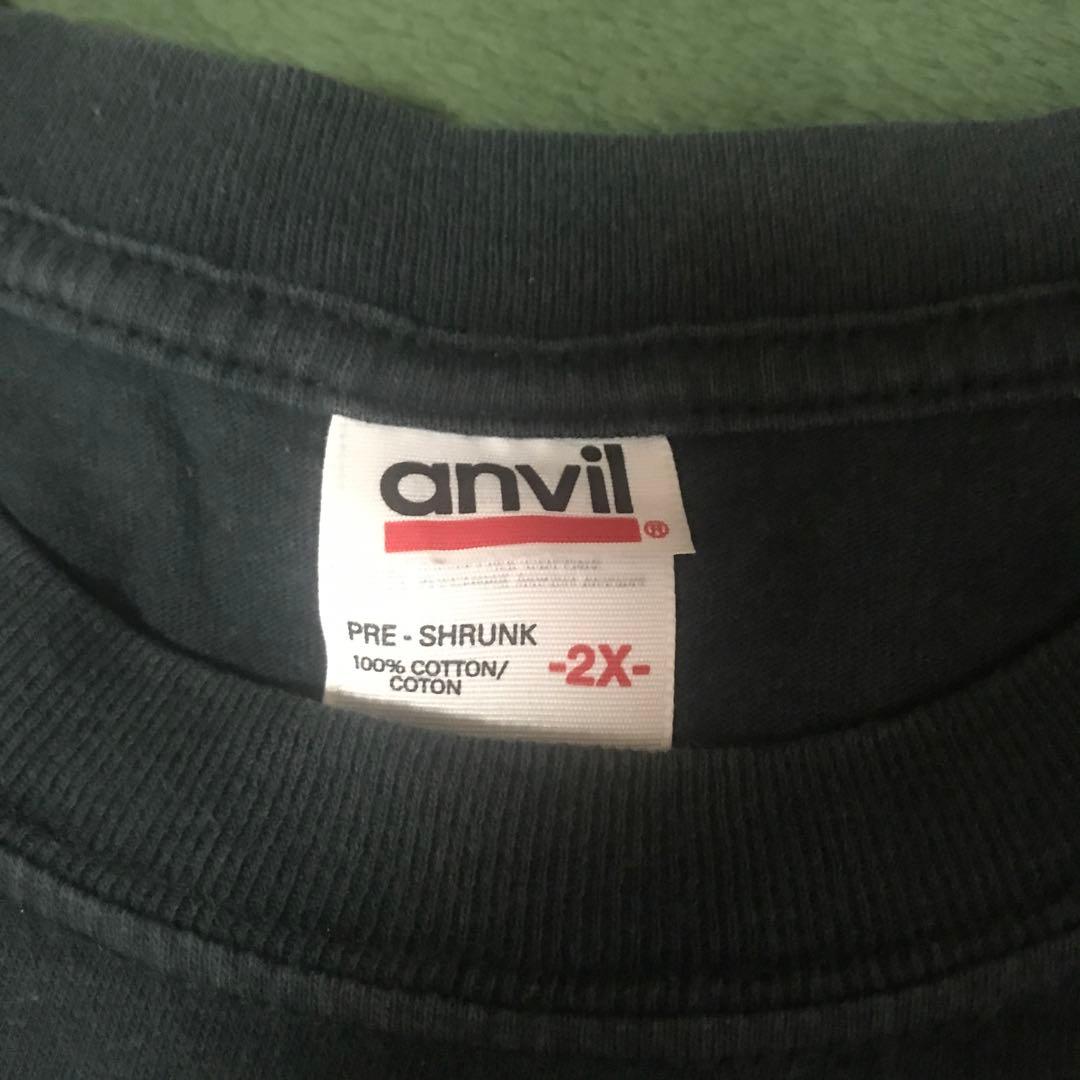 anvil
®
PRE - SHRUNK
100% COTTON/
COTON
-2X-